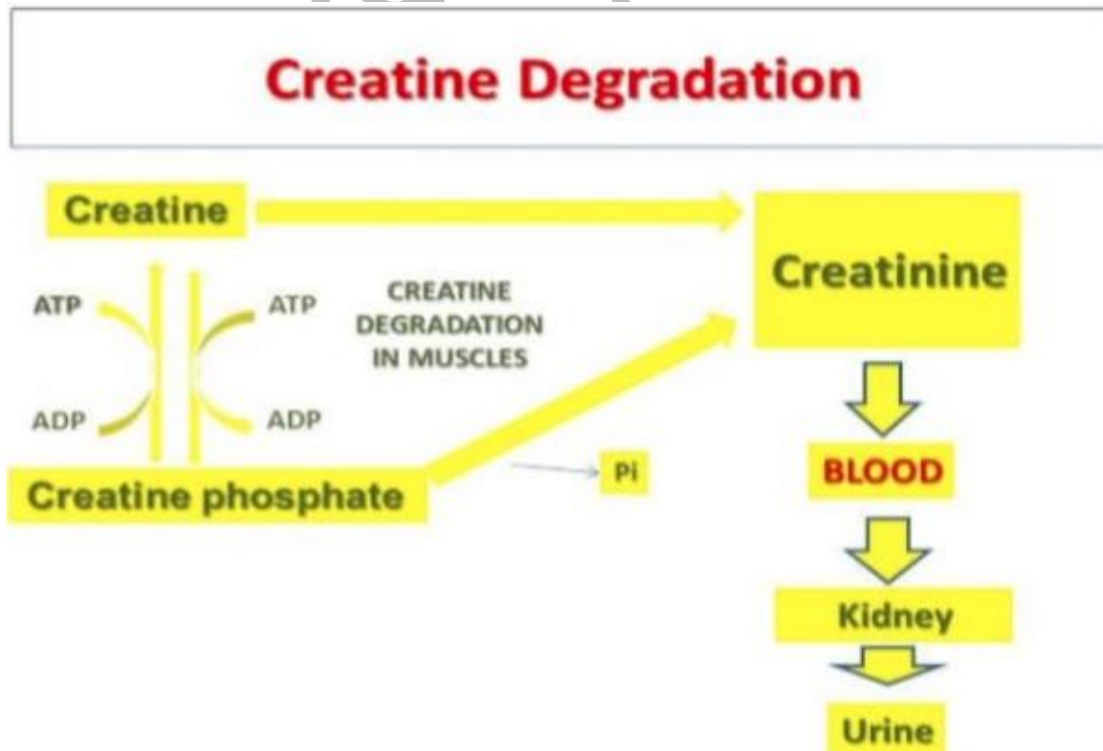 Creatine Degradation
Creatine
Creatinine
ATP
ATP
CREATINE
DEGRADATION
IN MUSCLES
ADP
ADP
Creatine phosphate
Pi
BLOOD
Kidney
Urine